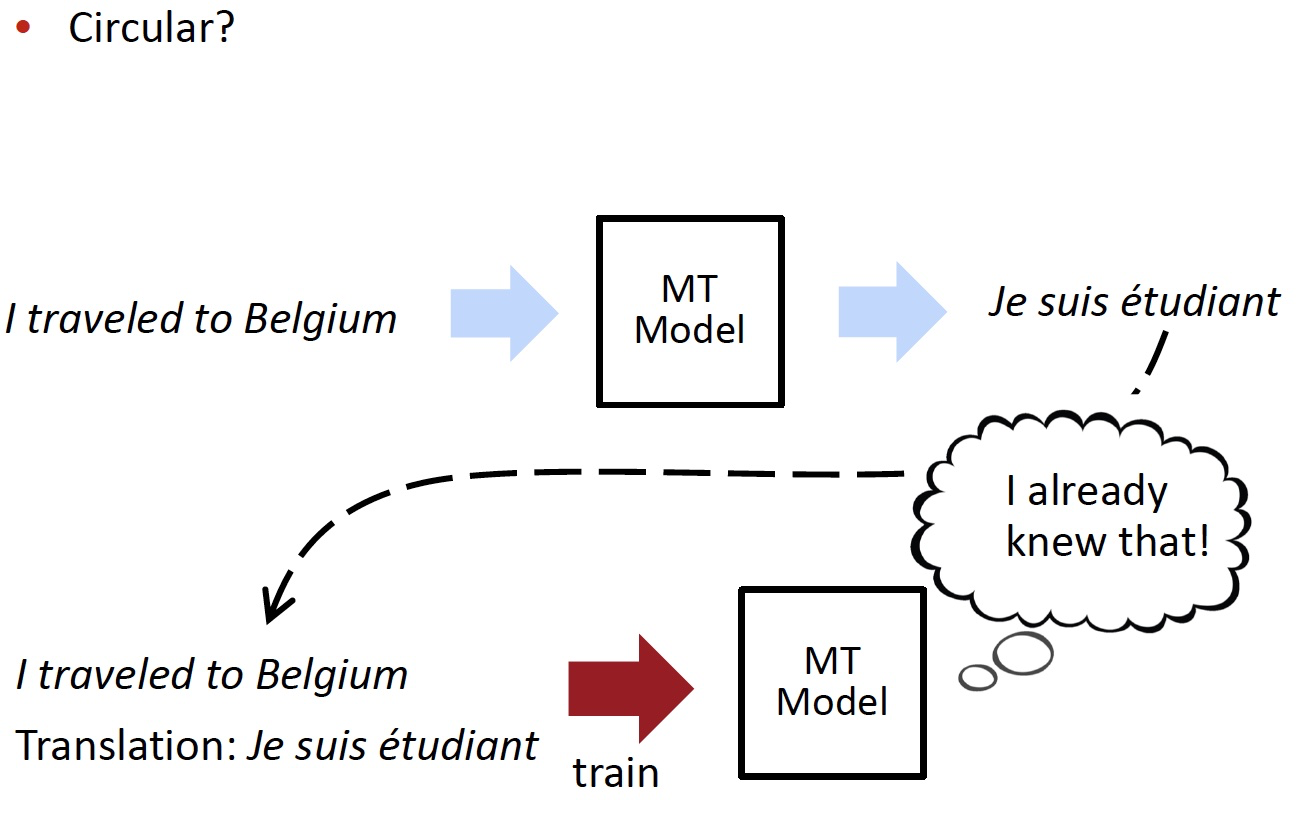 • Circular?
I traveled to Belgium
MT
Model
Je suis étudiant
I already
knew that!
I traveled to Belgium
Translation: Je suis étudiant
train
MT
Model